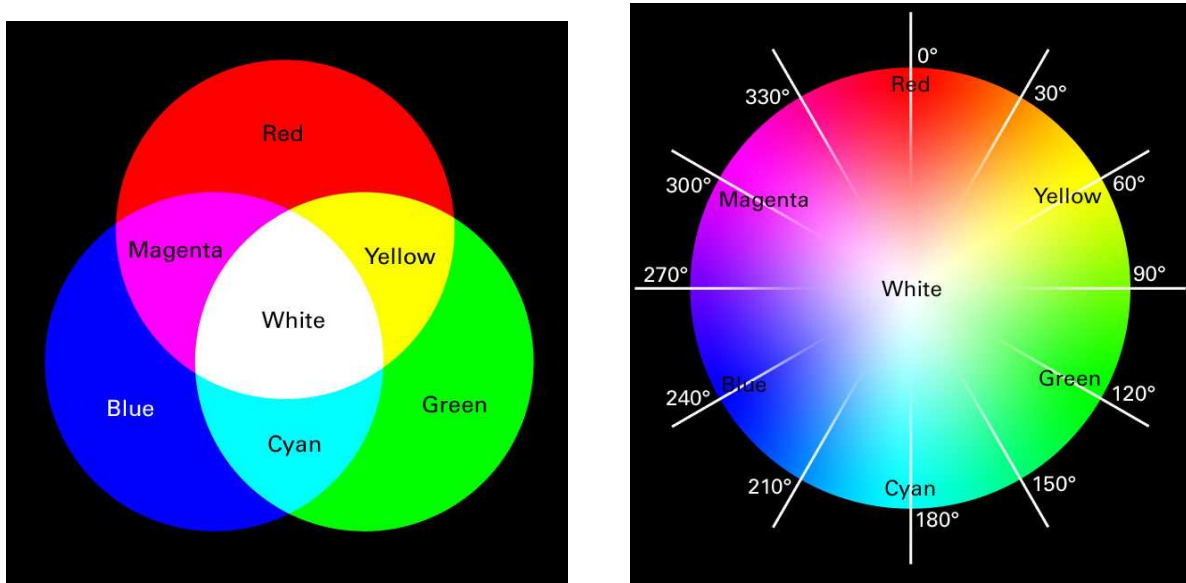 Red
Magenta
Yellow
White
Blue
Green
Cyan
0°
Red
330°
30°
300°
60°
Magenta
Yellow
270°
White
90°
Blue
Green
240°
120°
210°
Cyan
150°
180°